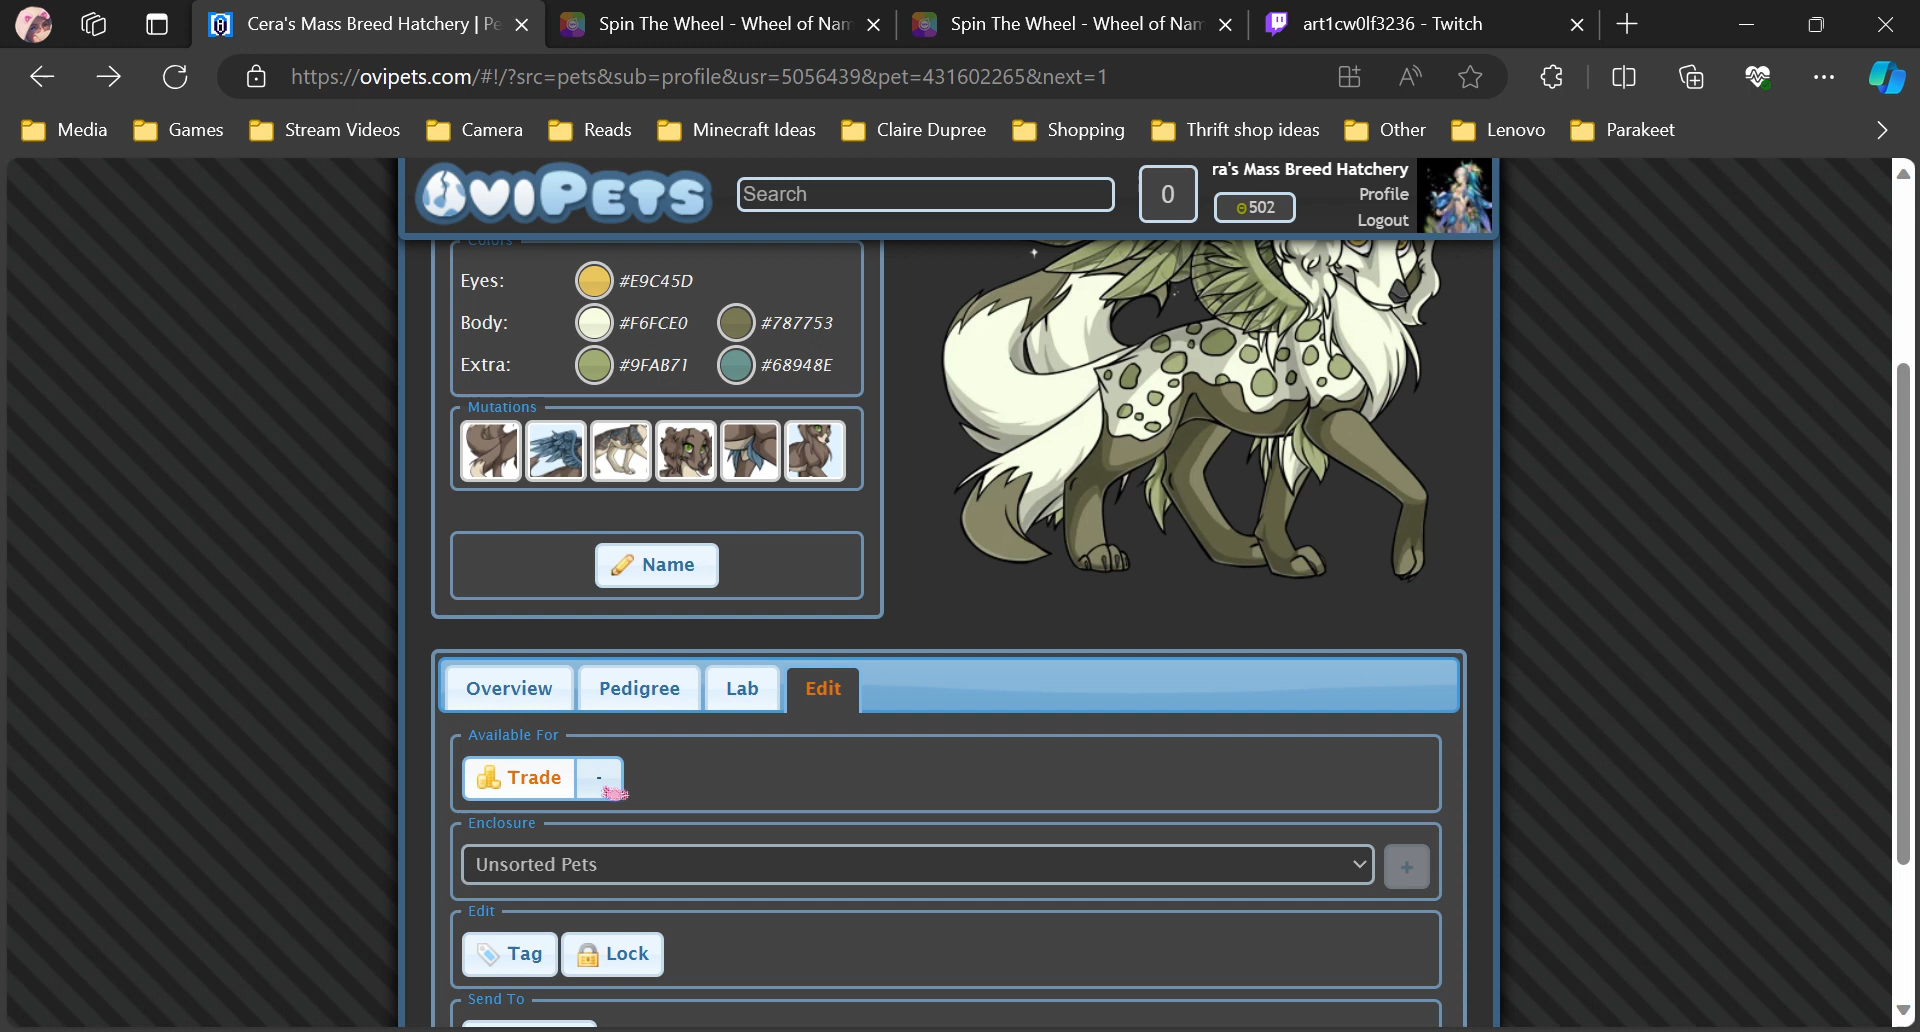 Cera's Mass Breed Hatchery | Pe
Spin The Wheel - Wheel of Nam
Spin The Wheel - Wheel of Nam
art1cw0lf3236 - Twitch
https://ovipets.com/#!/?src=pets&sub=profile&usr=5056439&pet=431602265&next=1
Media
Games
Stream Videos
Camera
Reads
Minecraft Ideas
Claire Dupree
Shopping
Thrift shop ideas
Other
Lenovo
Parakeet
OviPets
Search
0
ra's Mass Breed Hatchery
502
Profile
Logout
Colors
Eyes: #E9C45D
Body: #F6FCE0 #787753
Extra: #9FAB71 #68948E
Mutations
Name
Overview
Pedigree
Lab
Edit
Available For
Trade -
Enclosure
Unsorted Pets
+
Edit
Tag
Lock
Send To